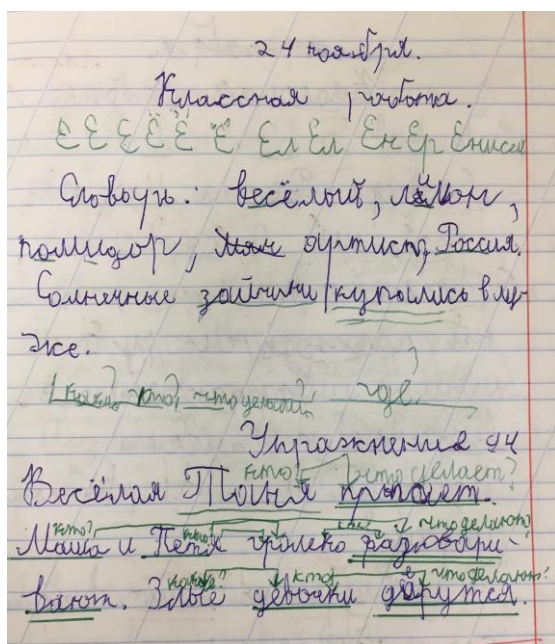 24 ноября.
Классная работа.
Е Е Е Ё Ё Ё Ел Ел Ен Ер Енисей
Словарь: весёлый, лимон,
помидор, артист, Россия.
Солнечные зайчики купались в лу-
же.
какие? кто? что делали? где?
Упражнение 94
кто? что делает?
Весёлая Таня прыгает.
кто? кто? как? что делают?
Маша и Петя громко разговари-
какие? кто? что делают?
вают. Злые девочки дерутся.